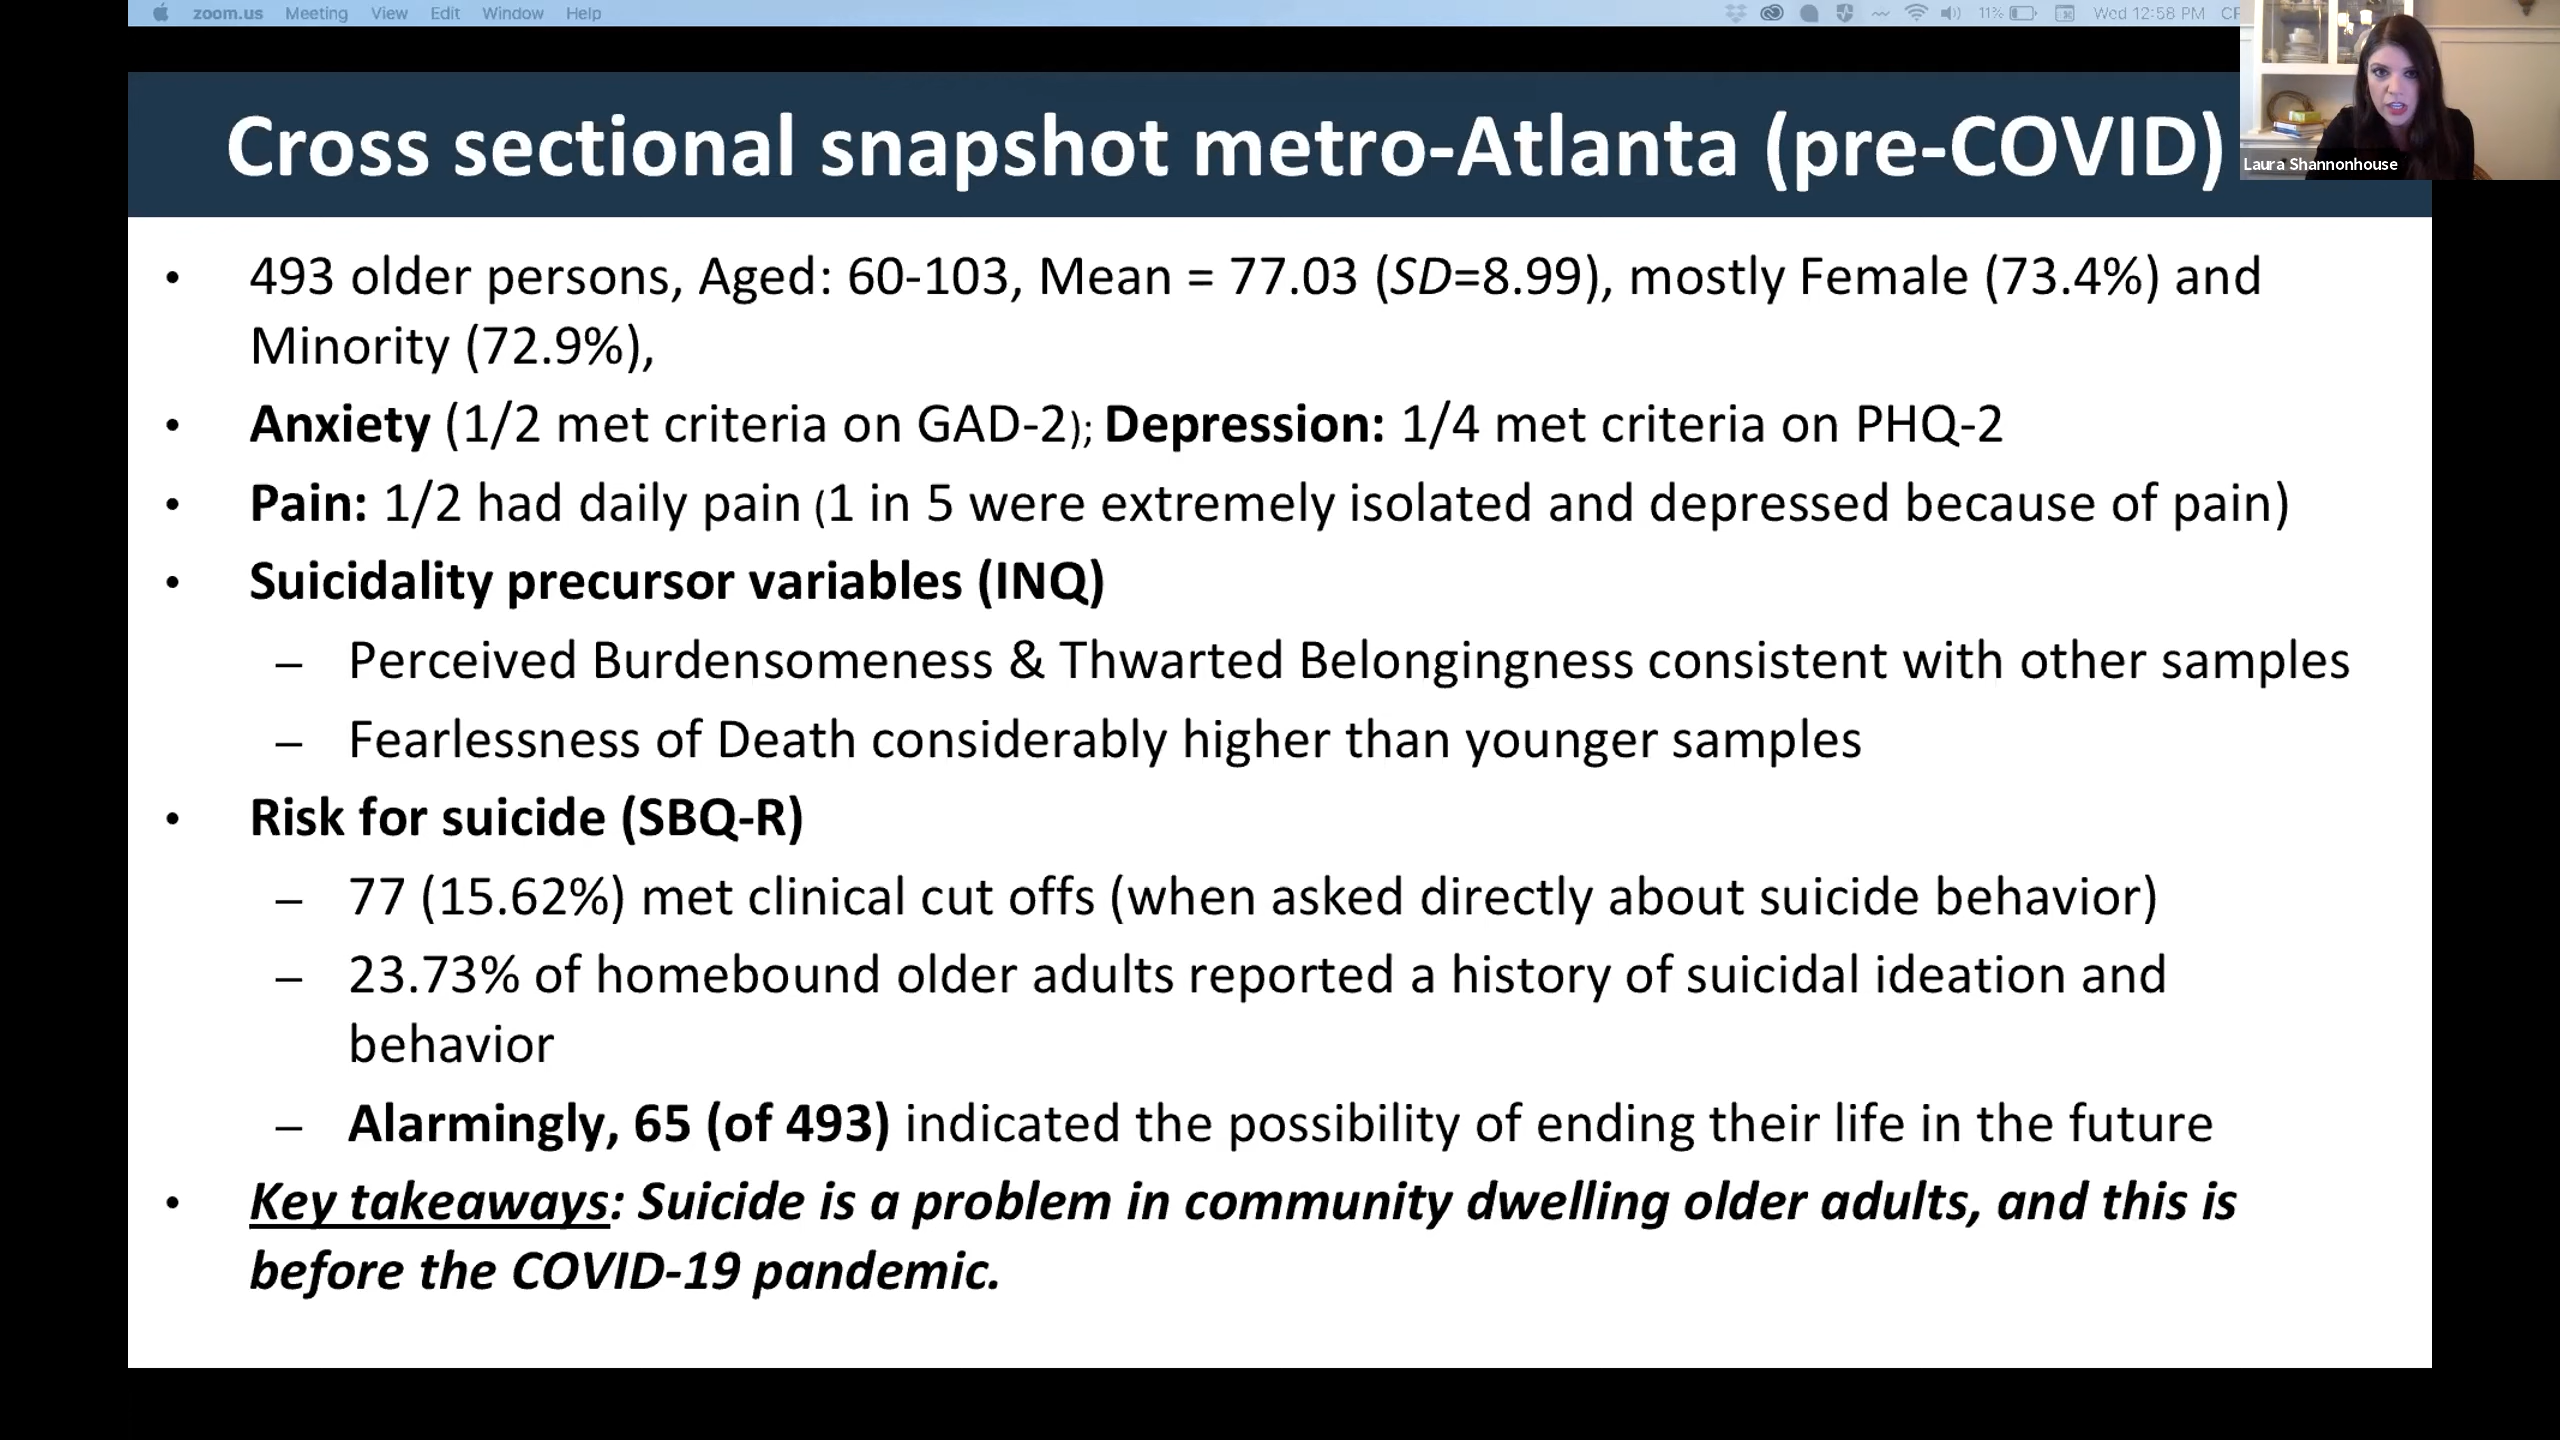 zoom.us Meeting View Edit Window Help 11% Wed 12:58 PM
Laura Shannonhouse
Cross sectional snapshot metro-Atlanta (pre-COVID)
• 493 older persons, Aged: 60-103, Mean = 77.03 (SD=8.99), mostly Female (73.4%) and
Minority (72.9%),
• Anxiety (1/2 met criteria on GAD-2); Depression: 1/4 met criteria on PHQ-2
• Pain: 1/2 had daily pain (1 in 5 were extremely isolated and depressed because of pain)
• Suicidality precursor variables (INQ)
– Perceived Burdensomeness & Thwarted Belongingness consistent with other samples
– Fearlessness of Death considerably higher than younger samples
• Risk for suicide (SBQ-R)
– 77 (15.62%) met clinical cut offs (when asked directly about suicide behavior)
– 23.73% of homebound older adults reported a history of suicidal ideation and
behavior
– Alarmingly, 65 (of 493) indicated the possibility of ending their life in the future
• Key takeaways: Suicide is a problem in community dwelling older adults, and this is
before the COVID-19 pandemic.